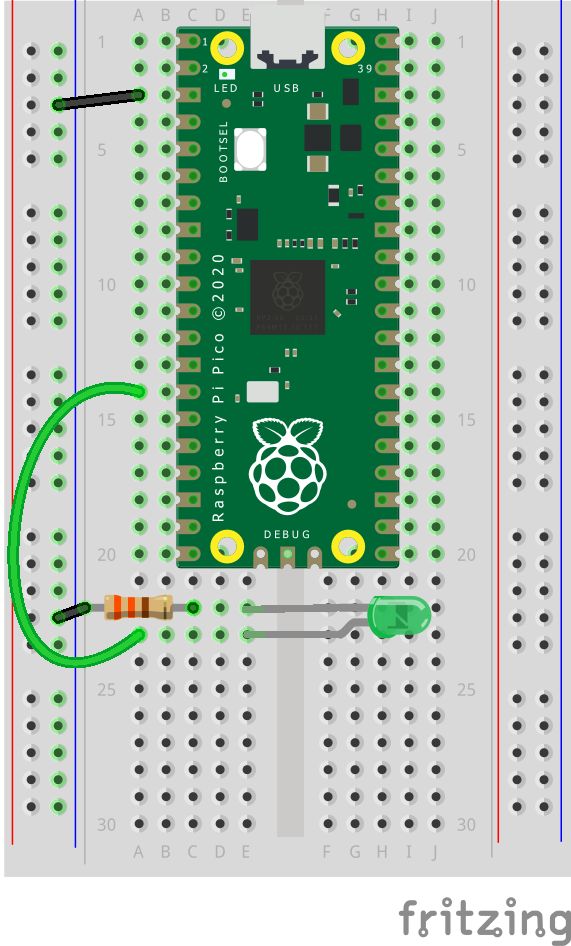 A B C D E F G H I J
1 1 1
2 39
LED USB
BOOTSEL
5 5
10 10
Raspberry Pi Pico ©2020
15 15
DEBUG
20 20
25 25
30 30
A B C D E F G H I J
fritzing